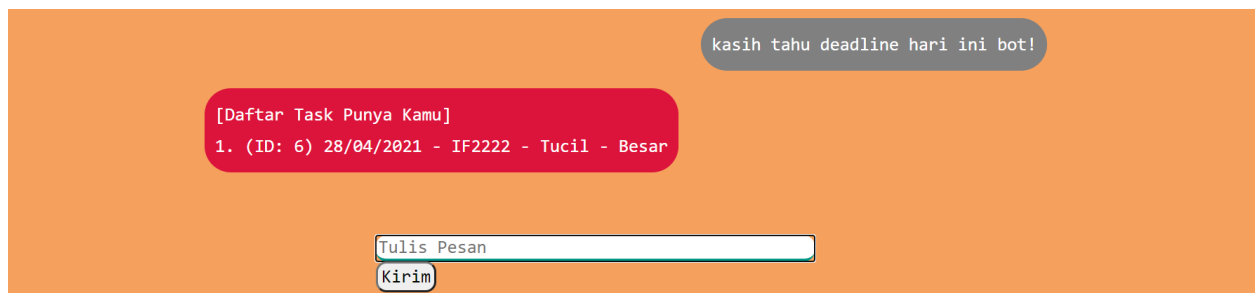 kasih tahu deadline hari ini bot!
[Daftar Task Punya Kamu]
1. (ID: 6) 28/04/2021 - IF2222 - Tucil - Besar
Tulis Pesan
Kirim